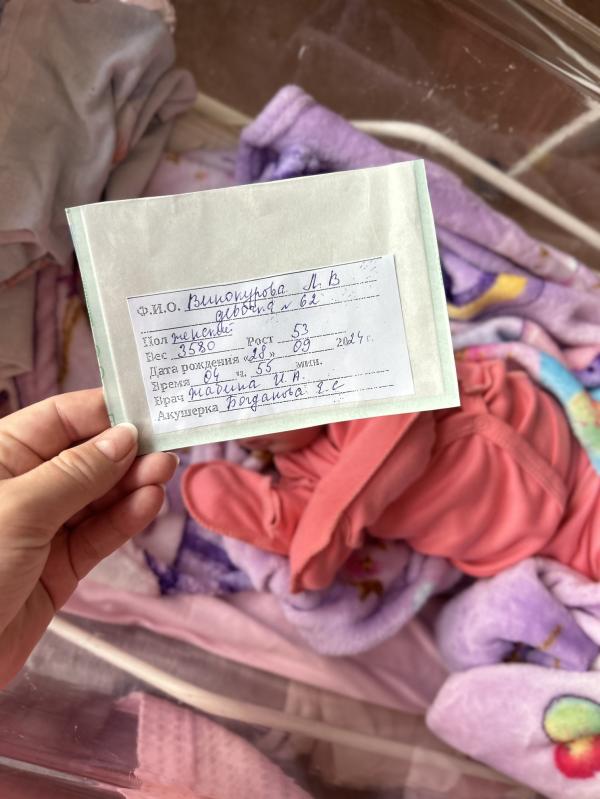 Ф.И.О. Винокурова Л. В
девочка № 62
Пол женский Рост 53
Вес 3580
Дата рождения «28» 09 2024 г.
Время 04 ч. 55 мин.
Врач И. А.
Акушерка Богданова Г. С